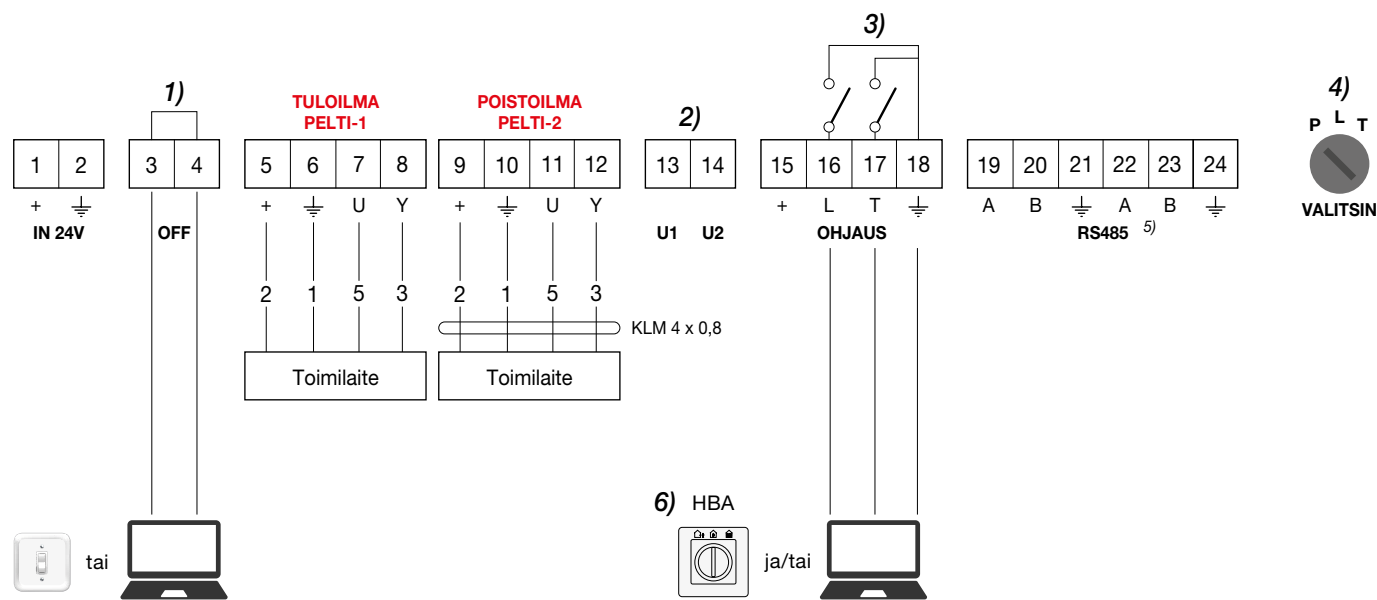 3)
1)
4)
TULOILMA
PELTI-1
POISTOILMA
PELTI-2
2)
P L T
1 2 3 4 5 6 7 8 9 10 11 12 13 14 15 16 17 18 19 20 21 22 23 24
+ + U Y + U Y + L T A B A B
IN 24V OFF U1 U2 OHJAUS RS485 5) VALITSIN
2 1 5 3 2 1 5 3
KLM 4 x 0,8
Toimilaite Toimilaite
6) HBA
tai ja/tai